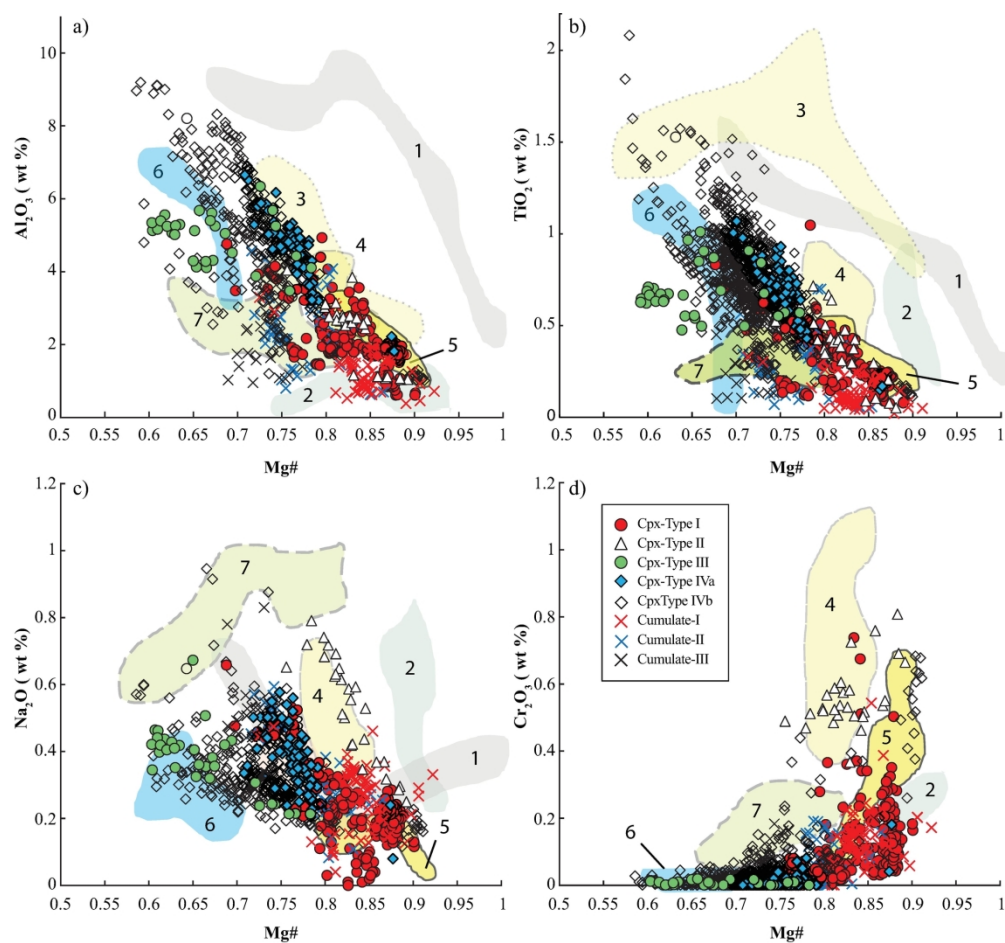 a)
10
8
6
4
2
0
Al₂O₃ ( wt %)
1
6
3
4
7
5
2
0.5 0.55 0.6 0.65 0.7 0.75 0.8 0.85 0.9 0.95 1
Mg#
b)
2
1.5
1
0.5
0
TiO₂ ( wt %)
3
1
6
4
2
7
5
0.5 0.55 0.6 0.65 0.7 0.75 0.8 0.85 0.9 0.95 1
Mg#
c)
1.2
1
0.8
0.6
0.4
0.2
0
Na₂O ( wt %)
7
2
4
1
6
5
0.5 0.55 0.6 0.65 0.7 0.75 0.8 0.85 0.9 0.95 1
Mg#
d)
1.2
1
0.8
0.6
0.4
0.2
0
Cr₂O₃ ( wt %)
Cpx-Type I
Cpx-Type II
Cpx-Type III
Cpx-Type IVa
CpxType IVb
Cumulate-I
Cumulate-II
Cumulate-III
4
5
7
2
6
0.5 0.55 0.6 0.65 0.7 0.75 0.8 0.85 0.9 0.95 1
Mg#